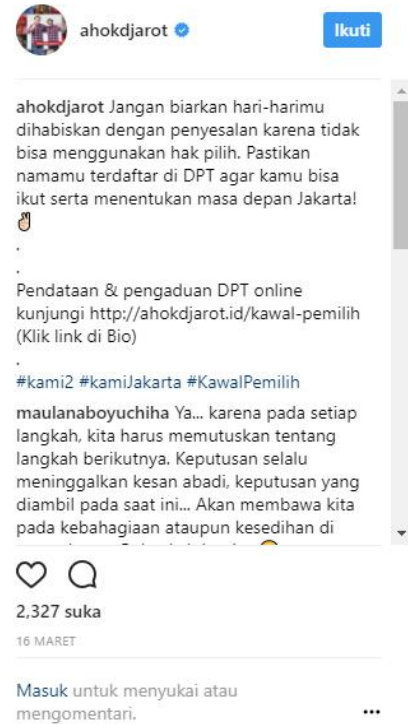 ahokdjarot
Ikuti
ahokdjarot Jangan biarkan hari-harimu
dihabiskan dengan penyesalan karena tidak
bisa menggunakan hak pilih. Pastikan
namamu terdaftar di DPT agar kamu bisa
ikut serta menentukan masa depan Jakarta!
✌🏻
.
.
Pendataan & pengaduan DPT online
kunjungi http://ahokdjarot.id/kawal-pemilih
(Klik link di Bio)
.
#kami2 #kamiJakarta #KawalPemilih
maulanaboyuchiha Ya... karena pada setiap
langkah, kita harus memutuskan tentang
langkah berikutnya. Keputusan selalu
meninggalkan kesan abadi, keputusan yang
diambil pada saat ini... Akan membawa kita
pada kebahagiaan ataupun kesedihan di
2,327 suka
16 MARET
Masuk untuk menyukai atau
mengomentari.